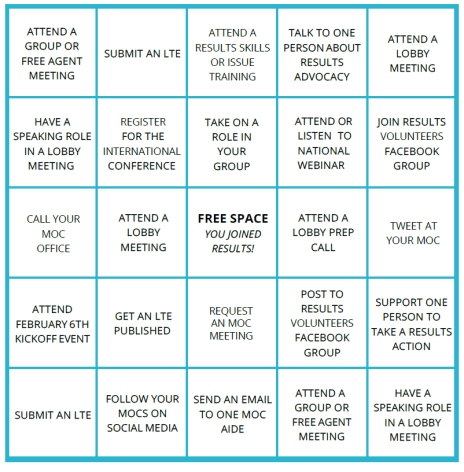 ATTEND A
GROUP OR
FREE AGENT
MEETING
SUBMIT AN LTE
ATTEND A
RESULTS SKILLS
OR ISSUE
TRAINING
TALK TO ONE
PERSON ABOUT
RESULTS
ADVOCACY
ATTEND A
LOBBY
MEETING
HAVE A
SPEAKING ROLE
IN A LOBBY
MEETING
REGISTER
FOR THE
INTERNATIONAL
CONFERENCE
TAKE ON A
ROLE IN
YOUR
GROUP
ATTEND OR
LISTEN TO
NATIONAL
WEBINAR
JOIN RESULTS
VOLUNTEERS
FACEBOOK
GROUP
CALL YOUR
MOC
OFFICE
ATTEND A
LOBBY
MEETING
FREE SPACE
YOU JOINED
RESULTS!
ATTEND A
LOBBY PREP
CALL
TWEET AT
YOUR MOC
ATTEND
FEBRUARY 6TH
KICKOFF EVENT
GET AN LTE
PUBLISHED
REQUEST
AN MOC
MEETING
POST TO
RESULTS
VOLUNTEERS
FACEBOOK
GROUP
SUPPORT ONE
PERSON TO
TAKE A RESULTS
ACTION
SUBMIT AN LTE
FOLLOW YOUR
MOCS ON
SOCIAL MEDIA
SEND AN EMAIL
TO ONE MOC
AIDE
ATTEND A
GROUP OR
FREE AGENT
MEETING
HAVE A
SPEAKING ROLE
IN A LOBBY
MEETING